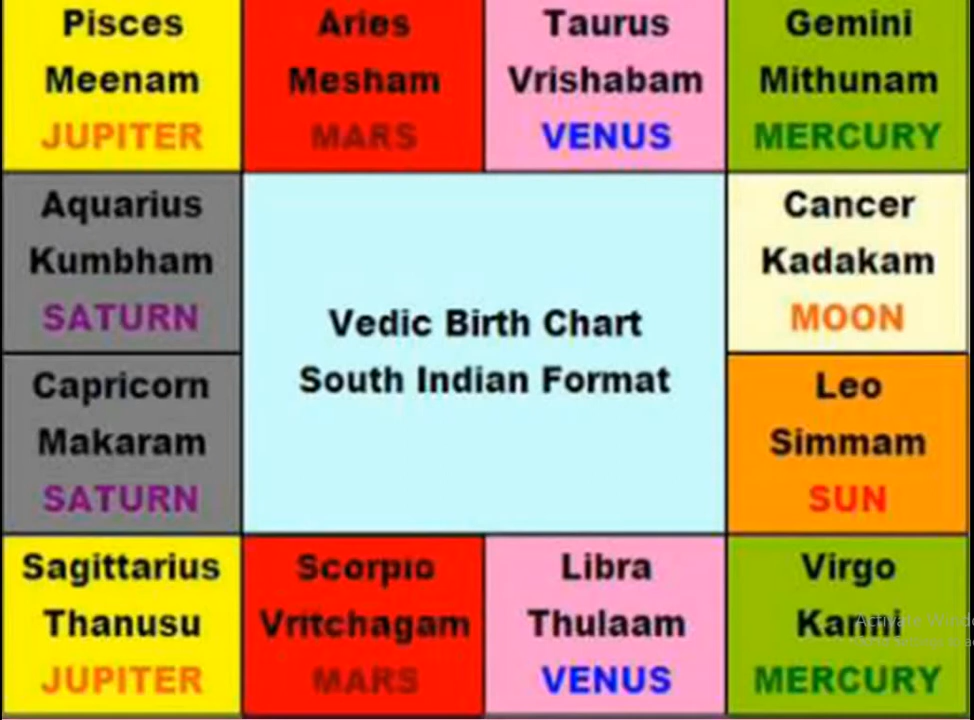 Pisces
Meenam
JUPITER
Aries
Mesham
MARS
Taurus
Vrishabam
VENUS
Gemini
Mithunam
MERCURY
Aquarius
Kumbham
SATURN
Vedic Birth Chart
South Indian Format
Cancer
Kadakam
MOON
Capricorn
Makaram
SATURN
Leo
Simmam
SUN
Sagittarius
Thanusu
JUPITER
Scorpio
Vritchagam
MARS
Libra
Thulaam
VENUS
Virgo
Kanni
MERCURY
Activate